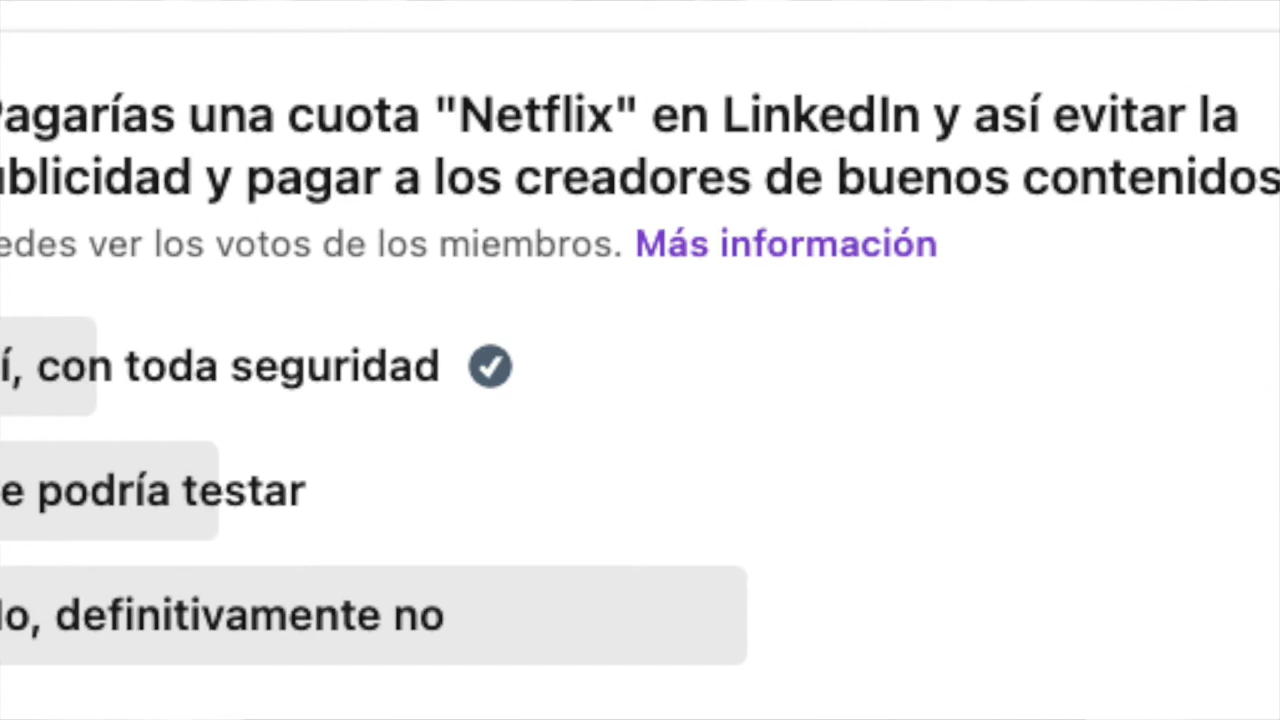 Pagarías una cuota "Netflix" en LinkedIn y así evitar la
ublicidad y pagar a los creadores de buenos contenidos
edes ver los votos de los miembros. Más información
í, con toda seguridad
e podría testar
lo, definitivamente no